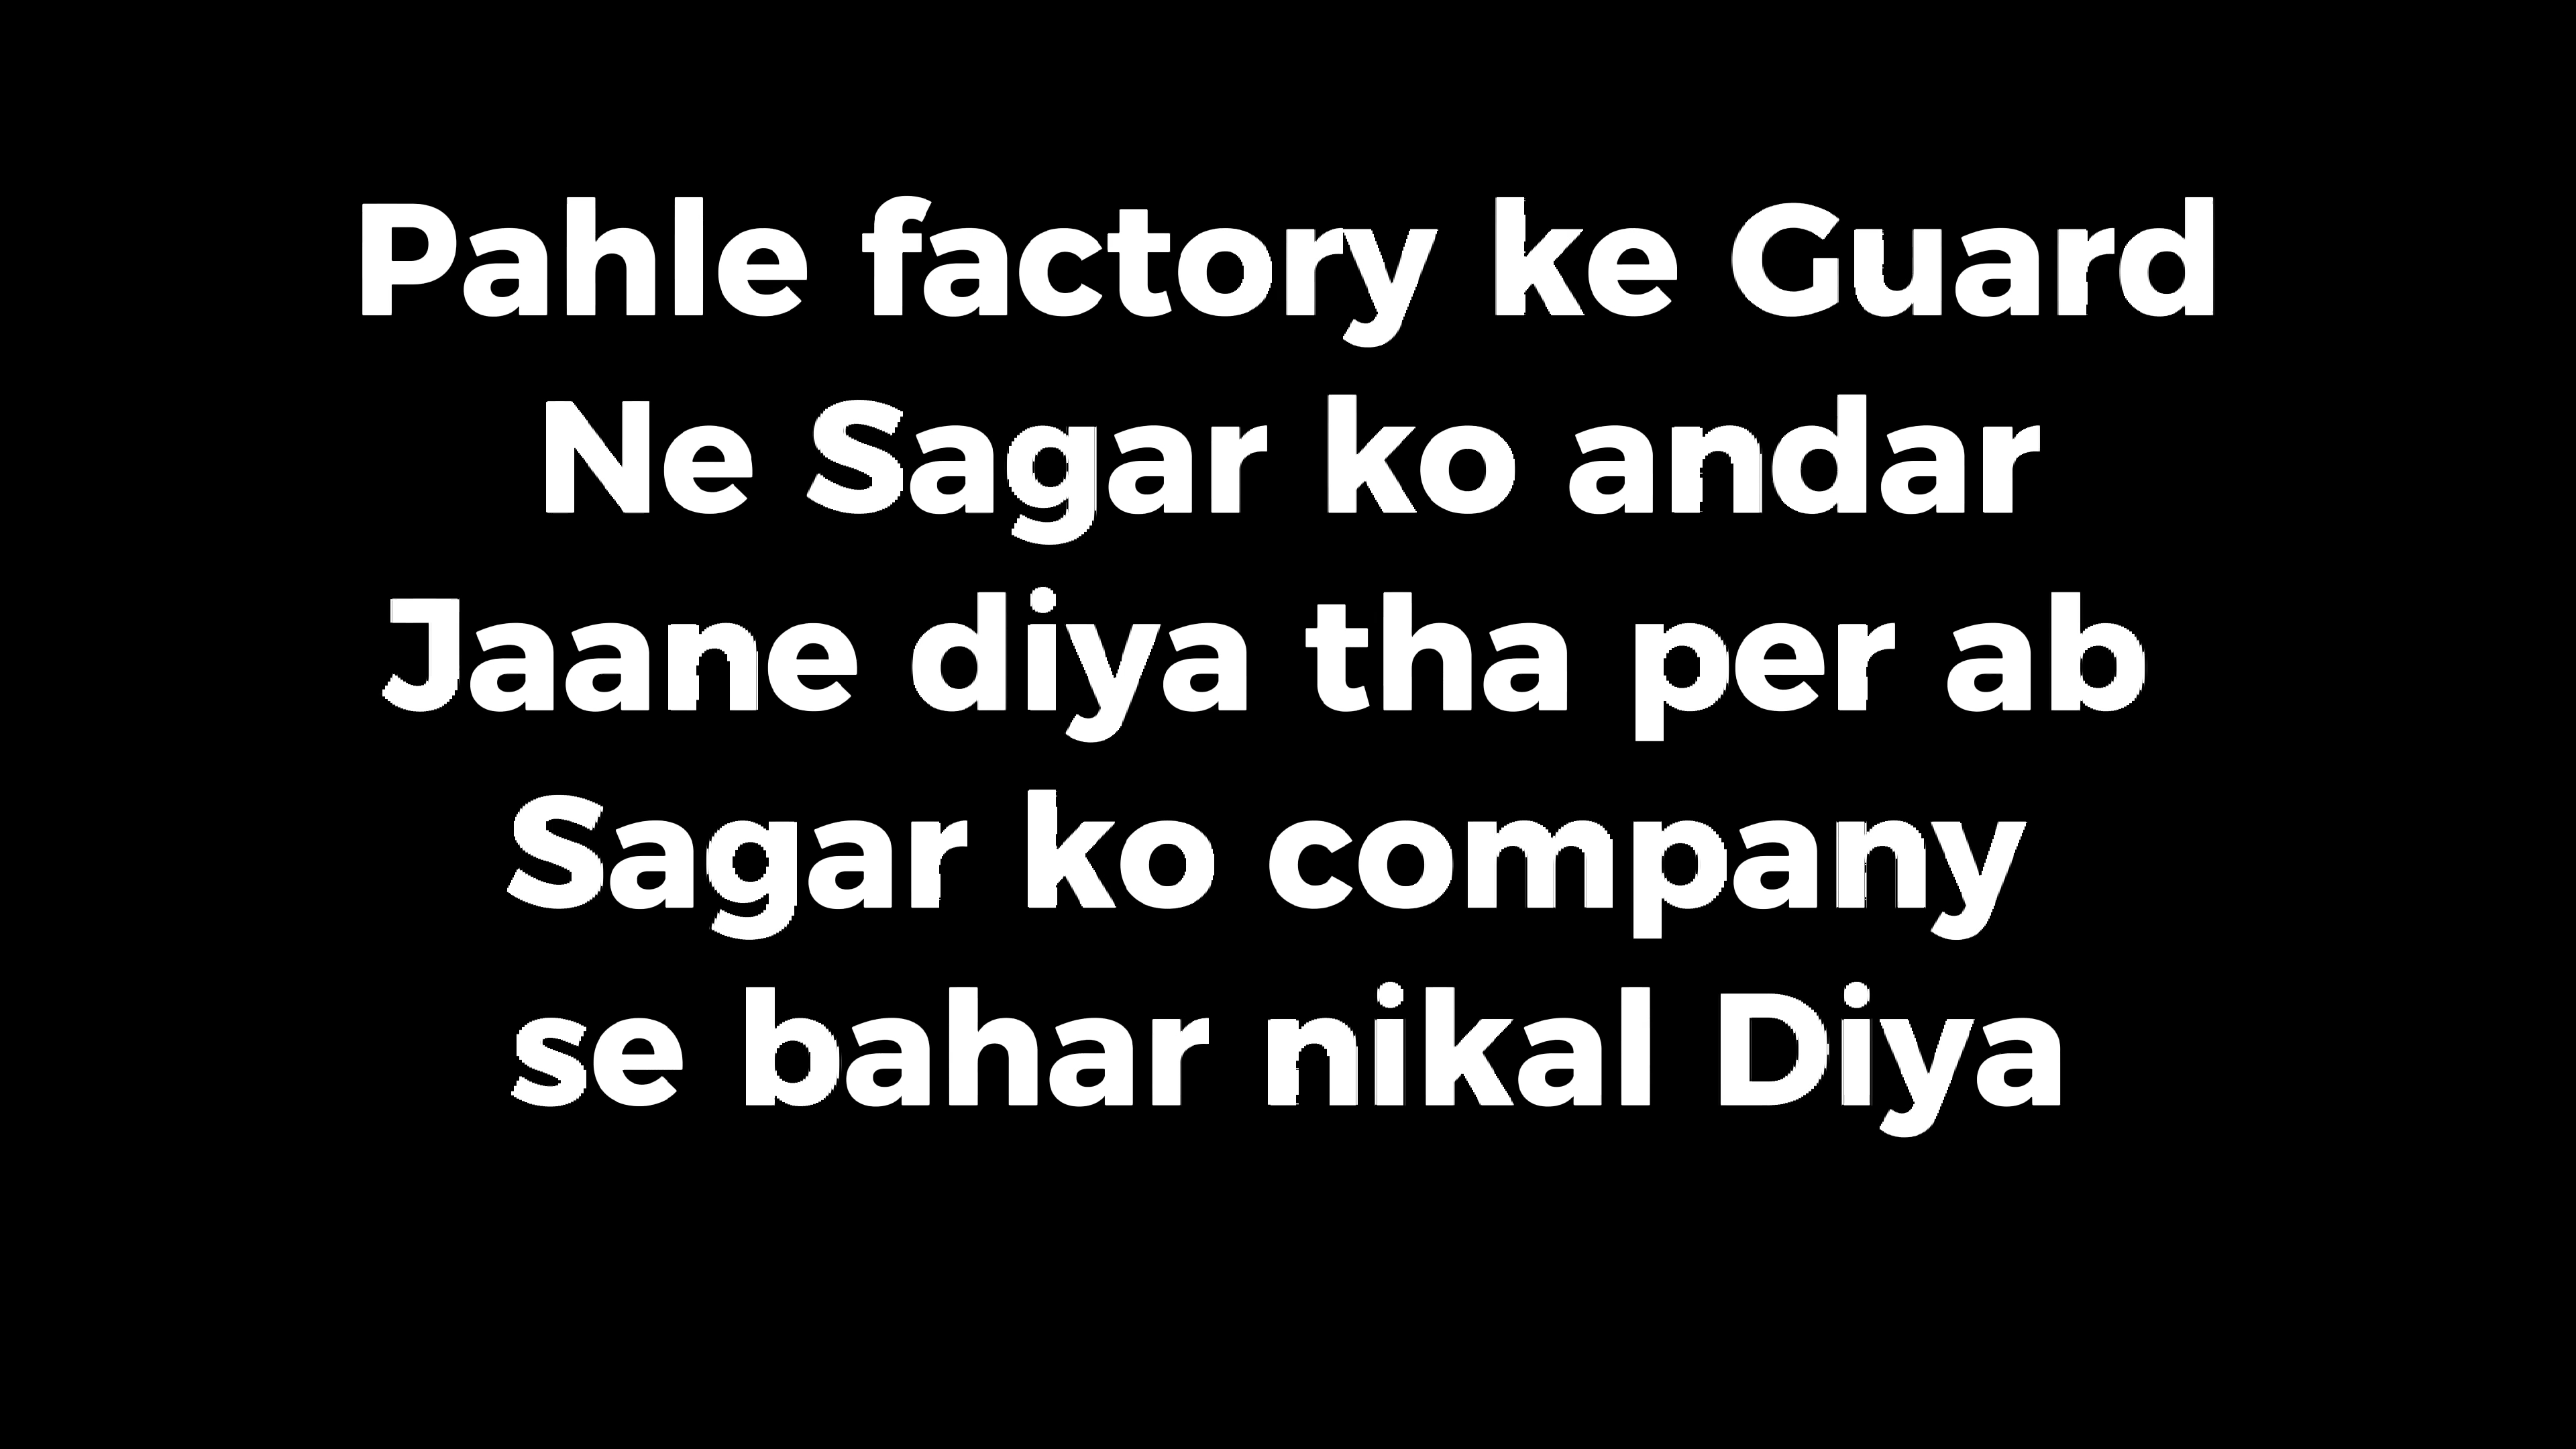 Pahle factory ke Guard
Ne Sagar ko andar
Jaane diya tha per ab
Sagar ko company
se bahar nikal Diya